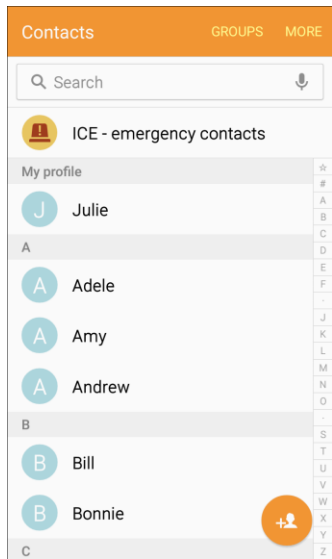 Contacts GROUPS MORE
Search
ICE - emergency contacts
My profile
J Julie
A
A Adele
A Amy
A Andrew
B
B Bill
B Bonnie
C
☆
#
A
B
C
D
E
F
·
J
K
L
M
N
O
·
S
T
U
V
W
X
Y
Z